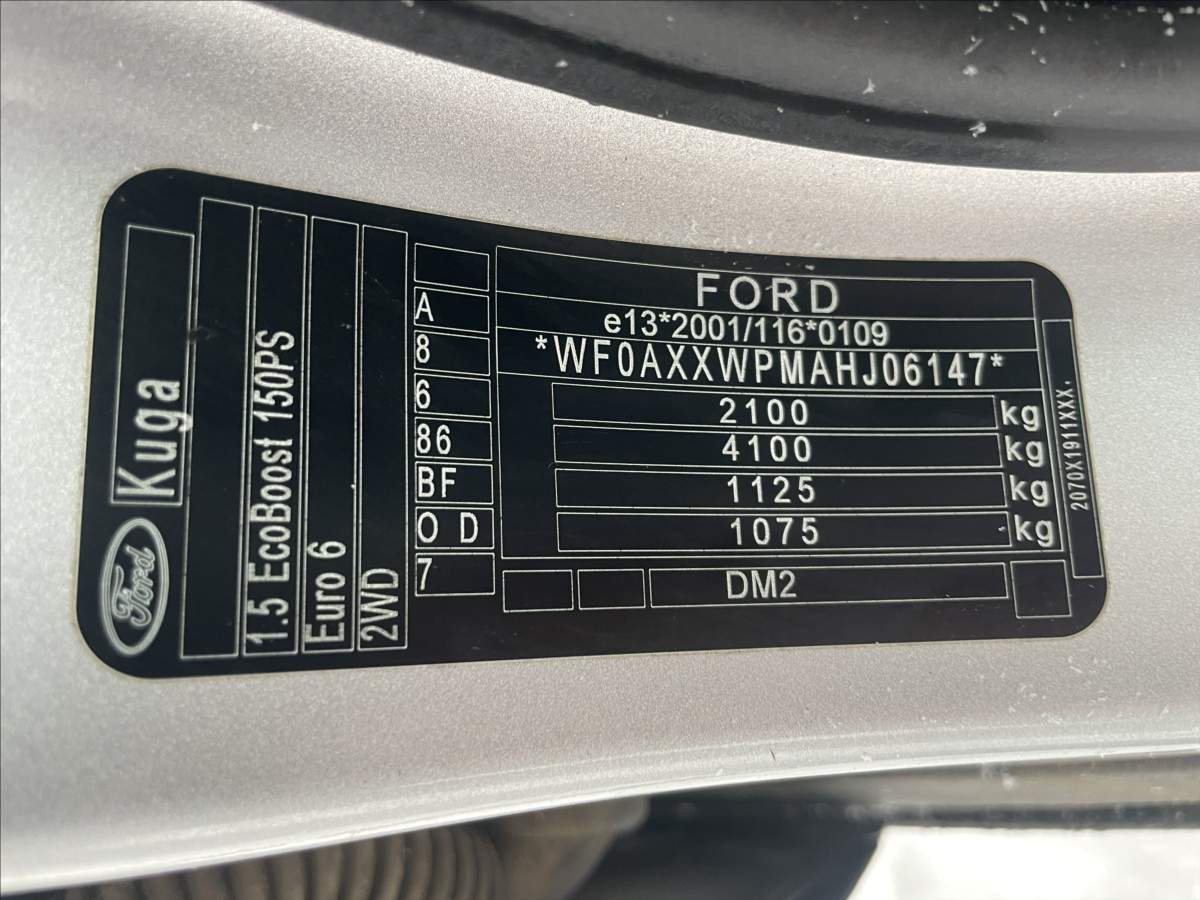 Ford
Kuga
1.5 EcoBoost 150PS
Euro 6
2WD
A
8
6
86
BF
O D
7
FORD
e13*2001/116*0109
*WF0AXXWPMAHJ06147*
2100 kg
4100 kg
1125 kg
1075 kg
DM2
2070X1911XXX.